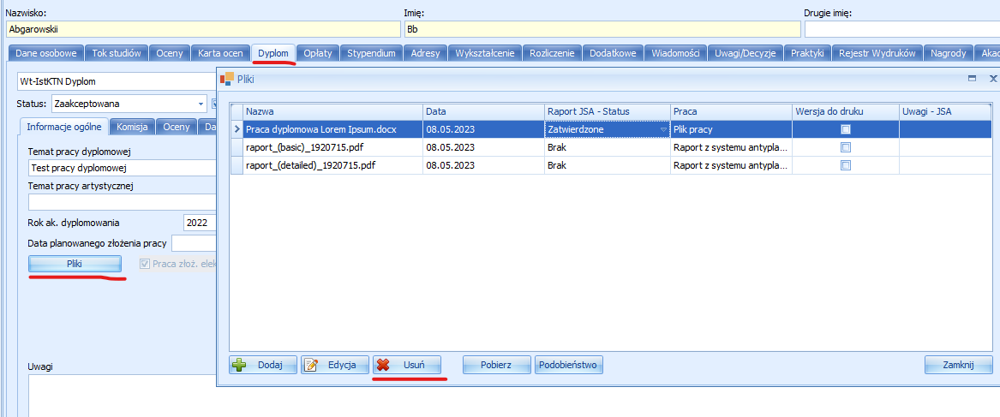 Nazwisko: Imię: Drugie imię:
Abgarowskii Bb
Dane osobowe Tok studiów Oceny Karta ocen Dyplom Opłaty Stypendium Adresy Wykształcenie Rozliczenie Dodatkowe Wiadomości Uwagi/Decyzje Praktyki Rejestr Wydruków Nagrody Akad
Wt-IstKTN Dyplom
Status: Zaakceptowana
Informacje ogólne Komisja Oceny Da
Temat pracy dyplomowej
Test pracy dyplomowej
Temat pracy artystycznej
Rok ak. dyplomowania 2022
Data planowanego złożenia pracy
Pliki Praca złoż. elek
Uwagi
Pliki
Nazwa Data Raport JSA - Status Praca Wersja do druku Uwagi - JSA
Praca dyplomowa Lorem Ipsum.docx 08.05.2023 Zatwierdzone Plik pracy
raport_(basic)_1920715.pdf 08.05.2023 Brak Raport z systemu antypla...
raport_(detailed)_1920715.pdf 08.05.2023 Brak Raport z systemu antypla...
Dodaj Edycja Usuń Pobierz Podobieństwo Zamknij